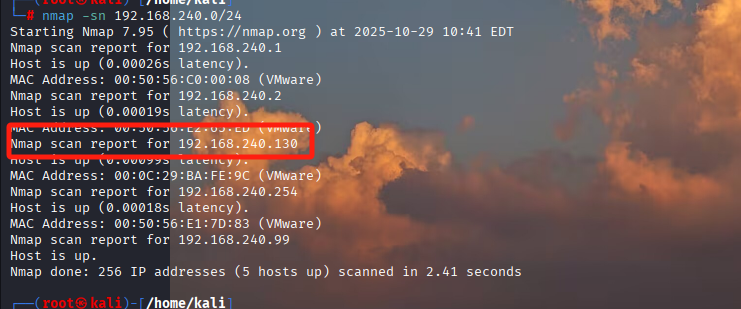 (root㉿kali)-[/home/kali]
└─# nmap -sn 192.168.240.0/24
Starting Nmap 7.95 ( https://nmap.org ) at 2025-10-29 10:41 EDT
Nmap scan report for 192.168.240.1
Host is up (0.00026s latency).
MAC Address: 00:50:56:C0:00:08 (VMware)
Nmap scan report for 192.168.240.2
Host is up (0.00019s latency).
MAC Address: 00:50:56:E2:65:ED (VMware)
Nmap scan report for 192.168.240.130
Host is up (0.00099s latency).
MAC Address: 00:0C:29:BA:FE:9C (VMware)
Nmap scan report for 192.168.240.254
Host is up (0.00018s latency).
MAC Address: 00:50:56:E1:7D:83 (VMware)
Nmap scan report for 192.168.240.99
Host is up.
Nmap done: 256 IP addresses (5 hosts up) scanned in 2.41 seconds
┌──(root㉿kali)-[/home/kali]